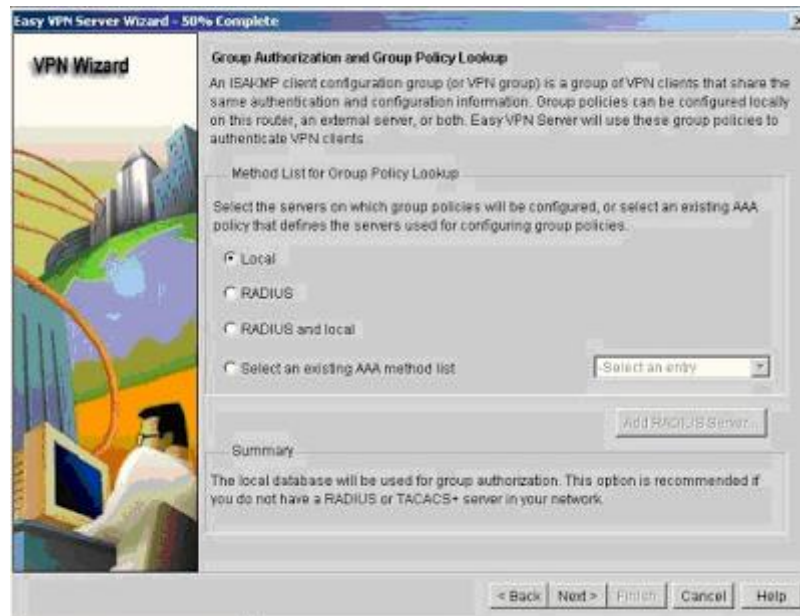 Easy VPN Server Wizard - 50% Complete
VPN Wizard
Group Authorization and Group Policy Lookup
An ISAKMP client configuration group (or VPN group) is a group of VPN clients that share the
same authentication and configuration information. Group policies can be configured locally
on this router, an external server, or both. Easy VPN Server will use these group policies to
authenticate VPN clients.
Method List for Group Policy Lookup
Select the servers on which group policies will be configured, or select an existing AAA
policy that defines the servers used for configuring group policies.
Local
RADIUS
RADIUS and local
Select an existing AAA method list
-Select an entry
Add RADIUS Server...
Summary
The local database will be used for group authorization. This option is recommended if
you do not have a RADIUS or TACACS+ server in your network.
< Back
Next >
Finish
Cancel
Help